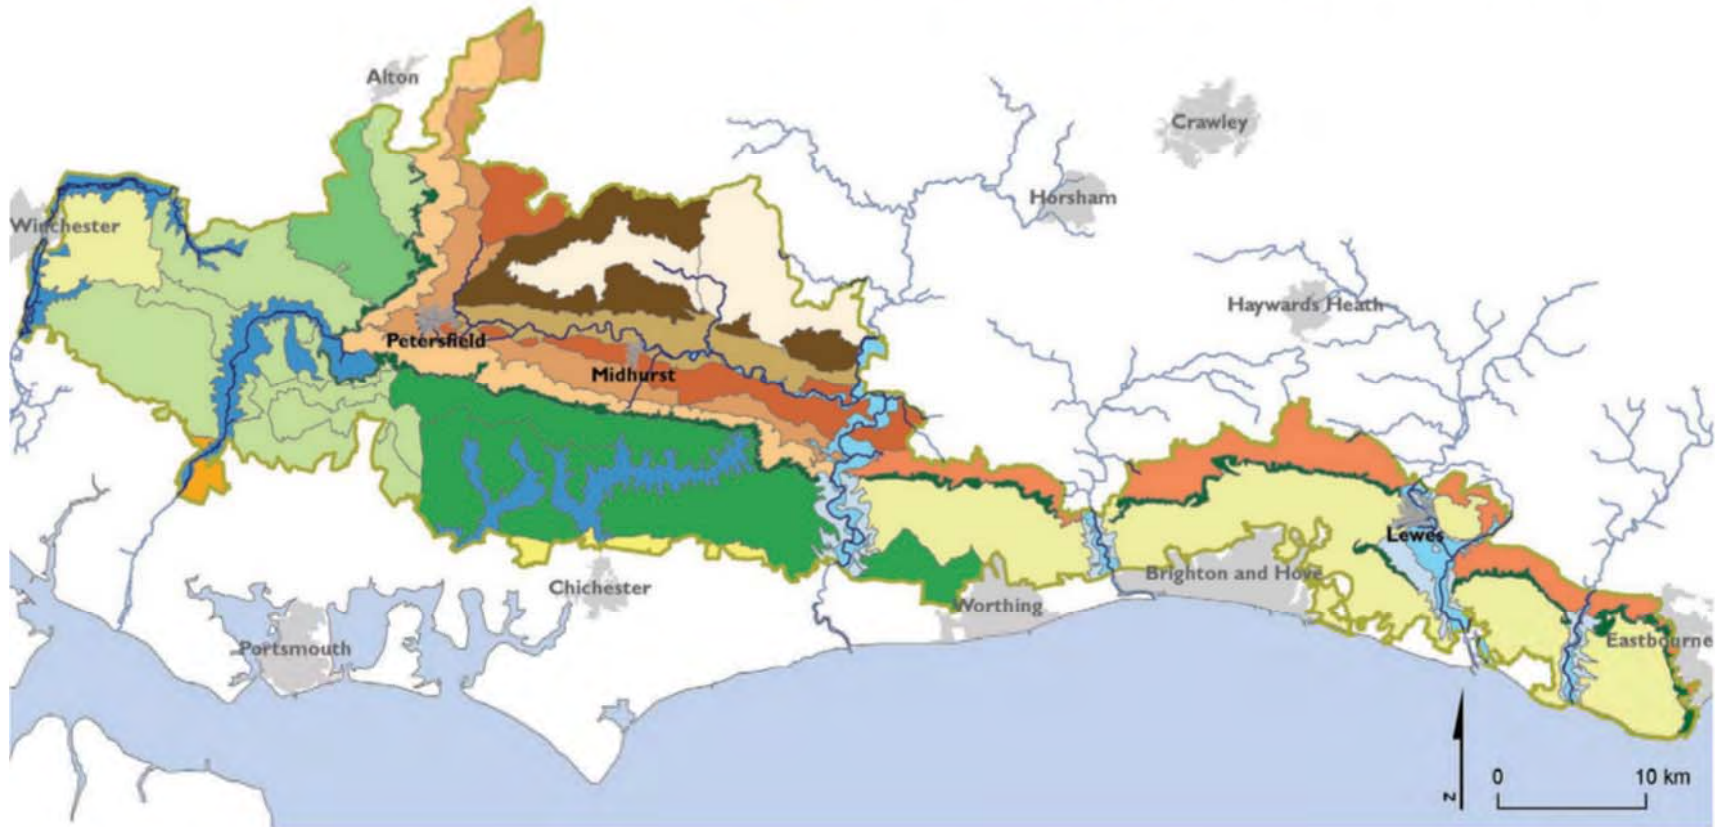 Alton
Crawley
Horsham
Winchester
Haywards Heath
Petersfield
Midhurst
Lewes
Brighton and Hove
Chichester
Worthing
Eastbourne
Portsmouth
0 10 km
N